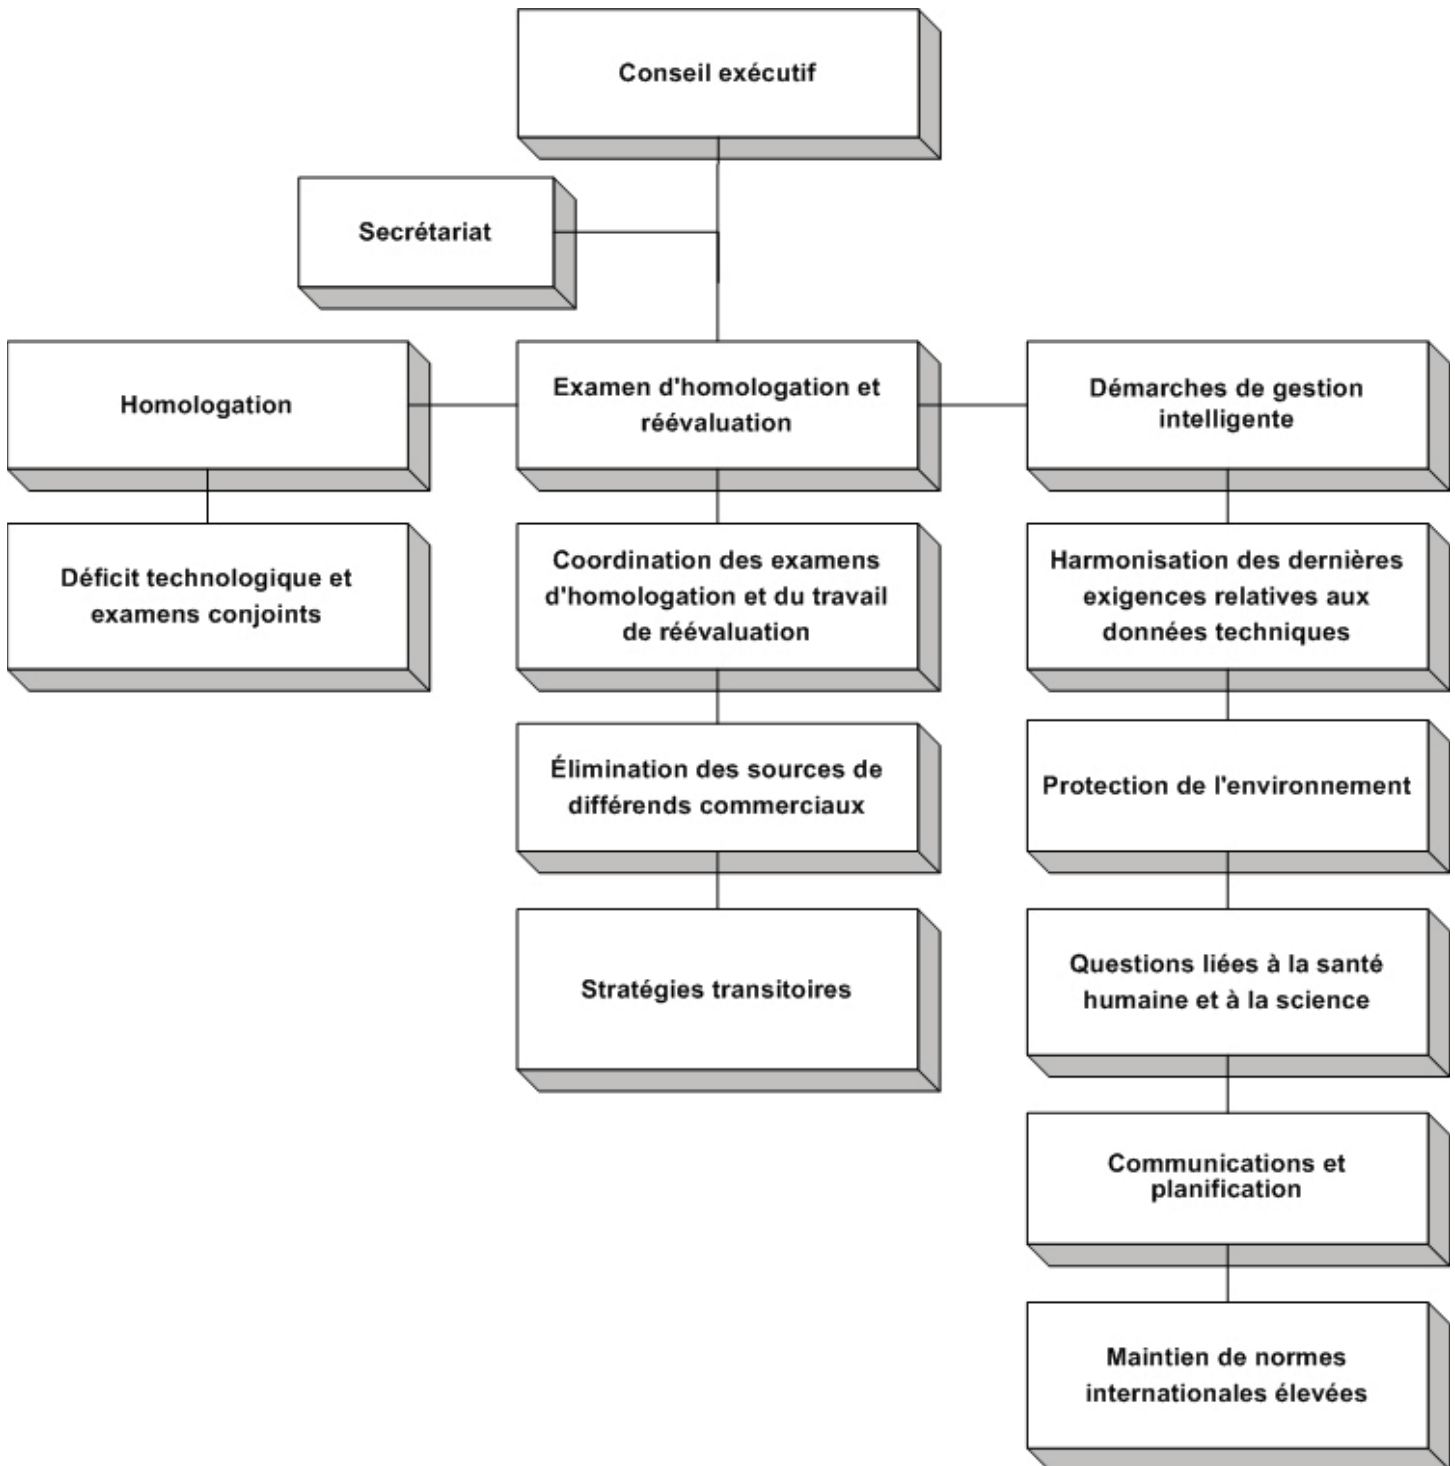 Conseil exécutif
Secrétariat
Homologation
Examen d'homologation et
réévaluation
Démarches de gestion
intelligente
Déficit technologique et
examens conjoints
Coordination des examens
d'homologation et du travail
de réévaluation
Harmonisation des dernières
exigences relatives aux
données techniques
Élimination des sources de
différends commerciaux
Protection de l'environnement
Stratégies transitoires
Questions liées à la santé
humaine et à la science
Communications et
planification
Maintien de normes
internationales élevées